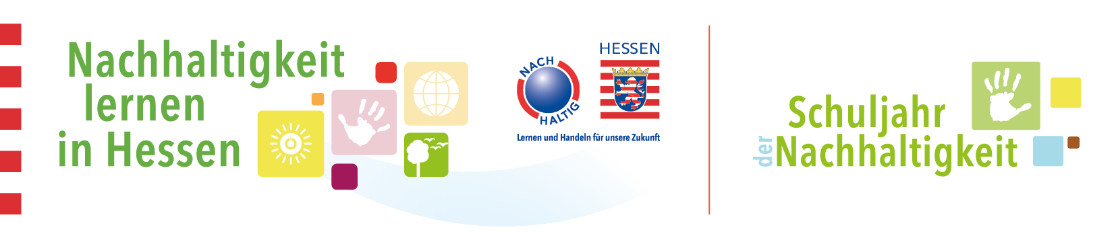 Nachhaltigkeit
lernen
in Hessen
NACH
HALTIG
HESSEN
Lernen und Handeln für unsere Zukunft
Schuljahr
der Nachhaltigkeit